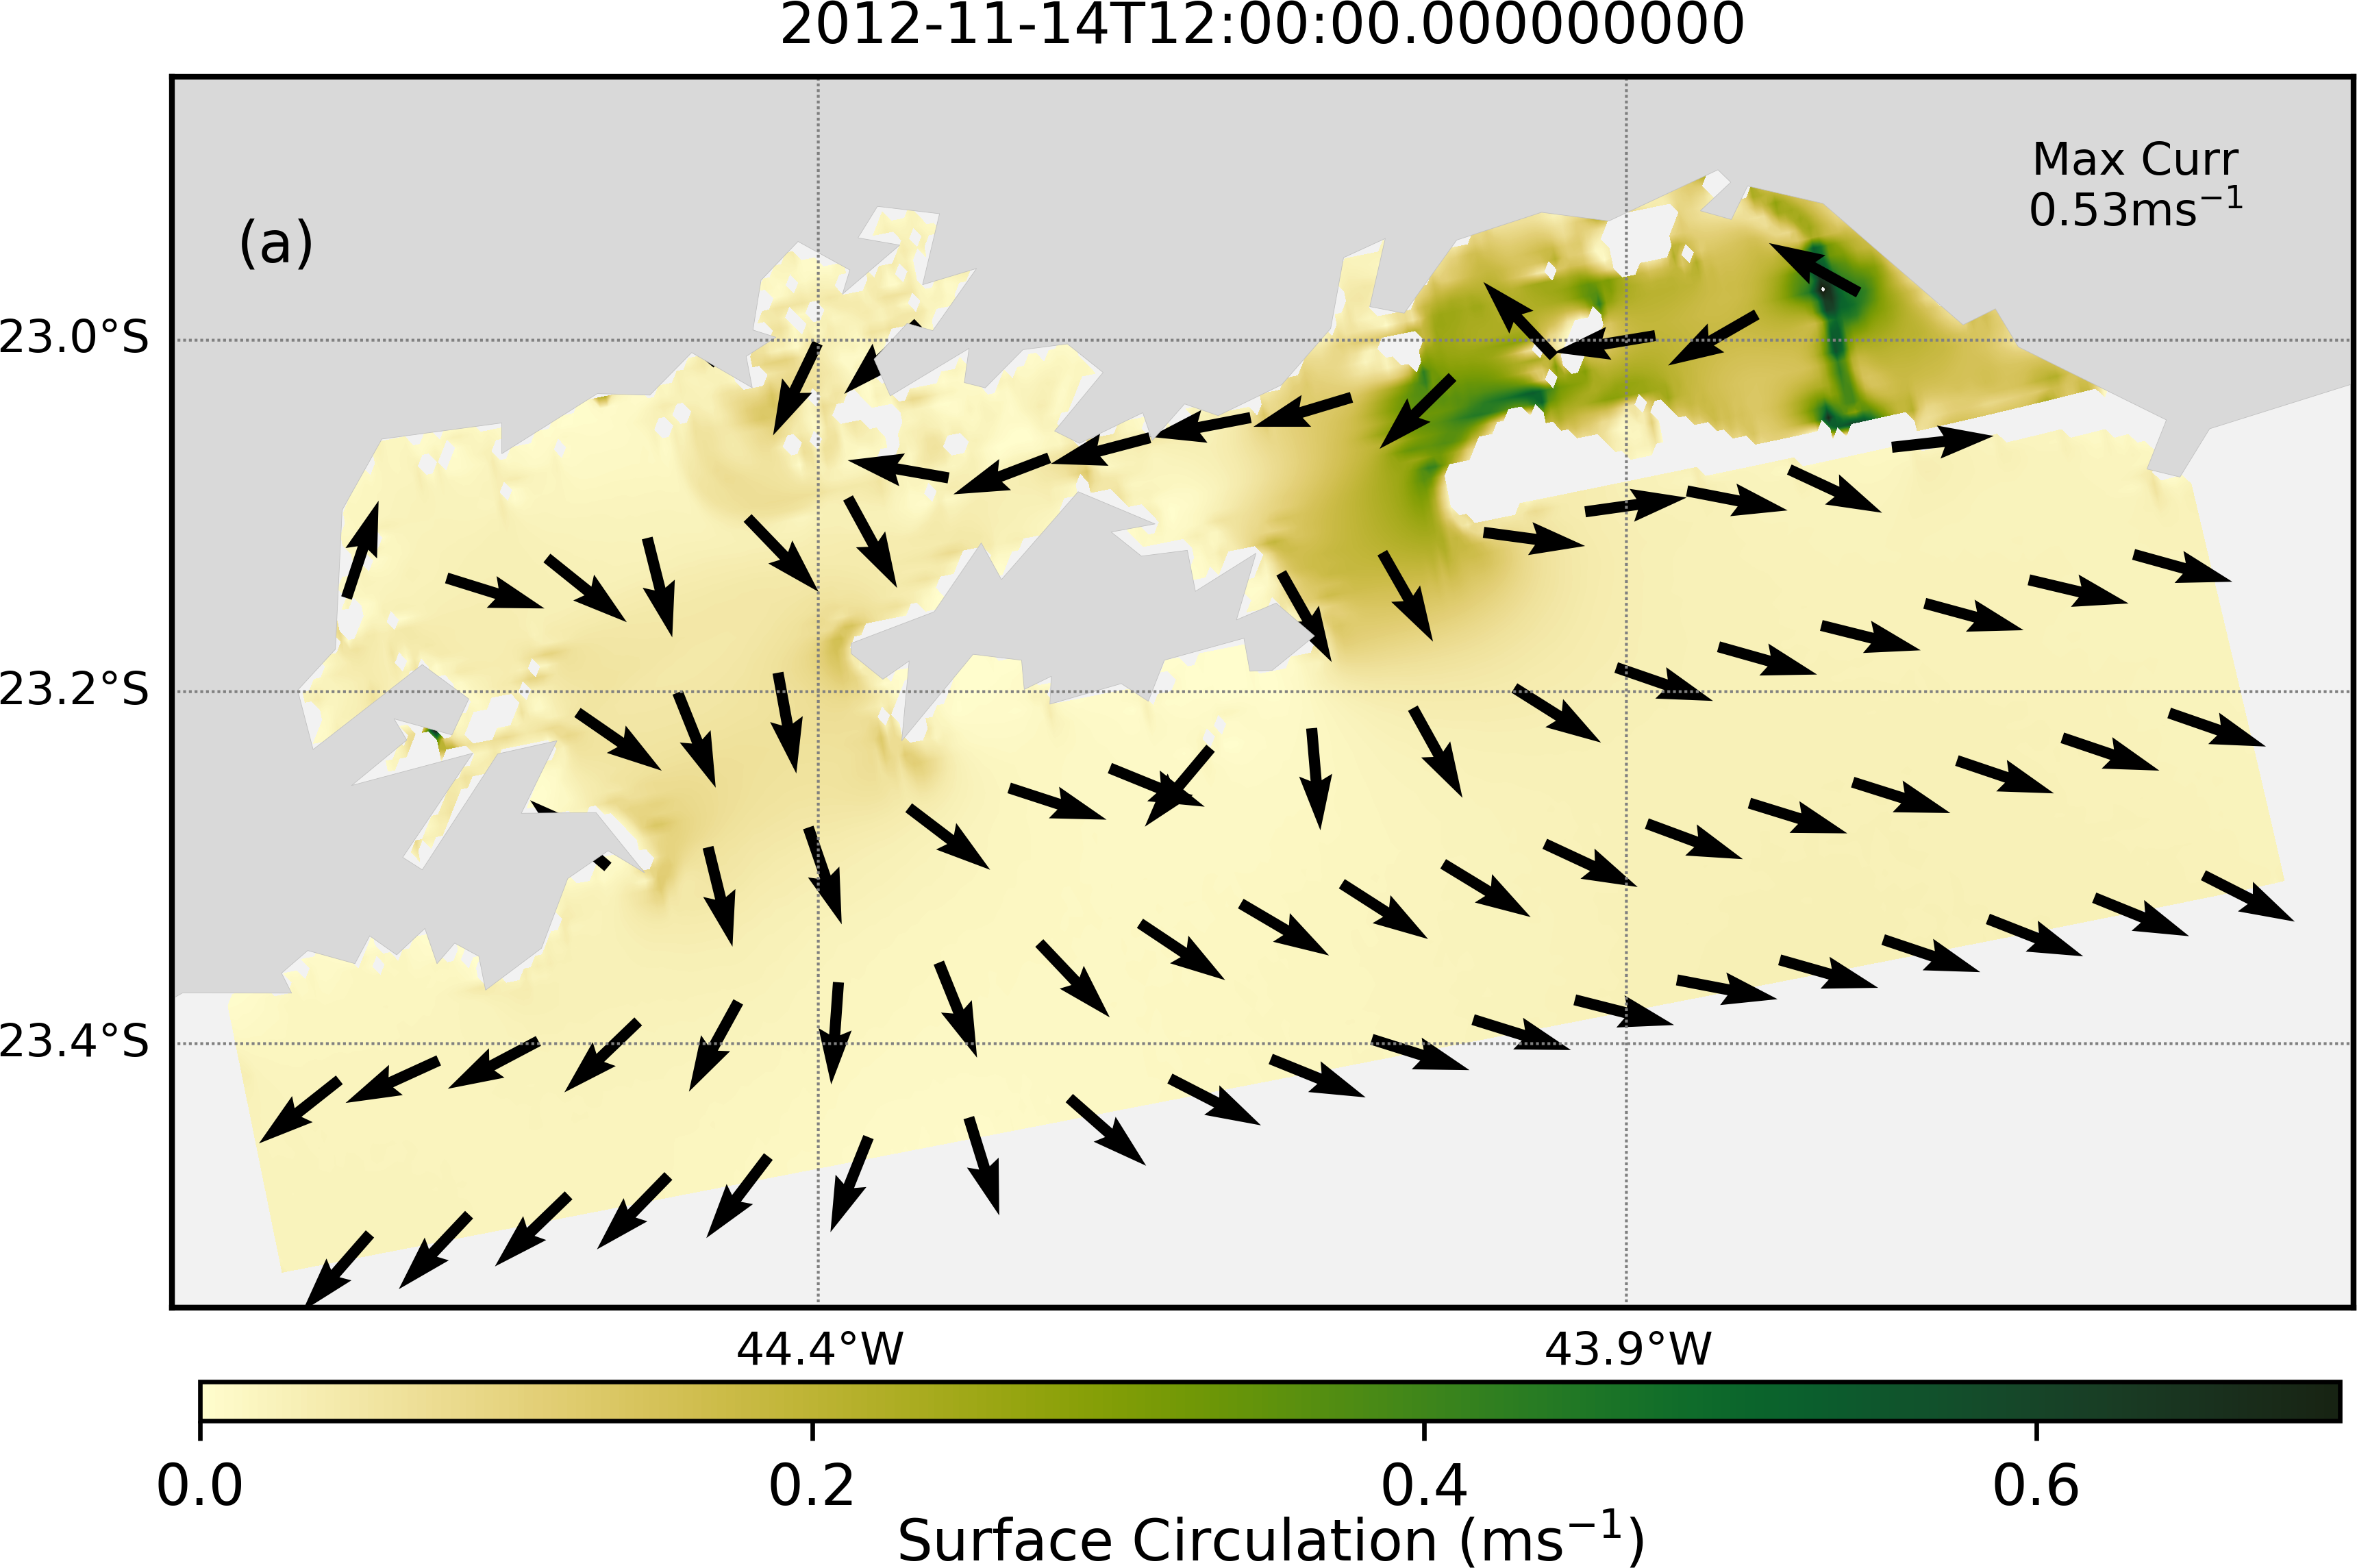 2012-11-14T12:00:00.000000000
Max Curr
0.53ms⁻¹
(a)
23.0°S
23.2°S
23.4°S
44.4°W 43.9°W
0.0 0.2 0.4 0.6
Surface Circulation (ms⁻¹)